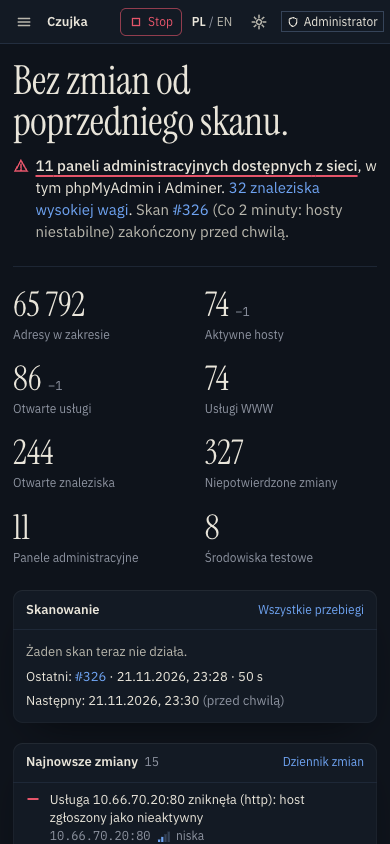 Czujka
Stop
PL / EN
Administrator
Bez zmian od
poprzedniego skanu.
11 paneli administracyjnych dostępnych z sieci, w
tym phpMyAdmin i Adminer. 32 znaleziska
wysokiej wagi. Skan #326 (Co 2 minuty: hosty
niestabilne) zakończony przed chwilą.
65 792
74 −1
Adresy w zakresie
Aktywne hosty
86 −1
74
Otwarte usługi
Usługi WWW
244
327
Otwarte znaleziska
Niepotwierdzone zmiany
11
8
Panele administracyjne
Środowiska testowe
Skanowanie
Wszystkie przebiegi
Żaden skan teraz nie działa.
Ostatni: #326 · 21.11.2026, 23:28 · 50 s
Następny: 21.11.2026, 23:30 (przed chwilą)
Najnowsze zmiany 15
Dziennik zmian
Usługa 10.66.70.20:80 zniknęła (http): host
zgłoszony jako nieaktywny
10.66.70.20:80 niska